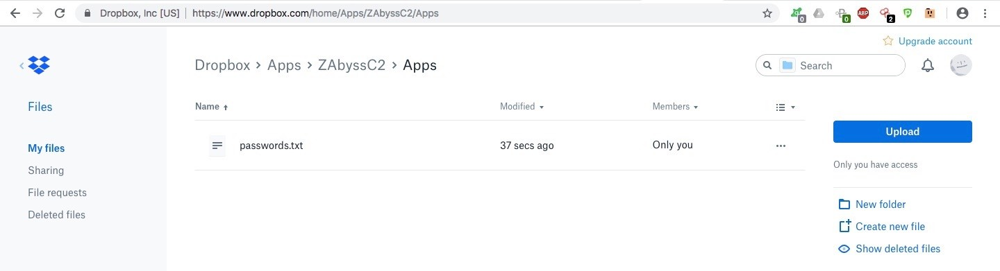 Dropbox, Inc [US] | https://www.dropbox.com/home/Apps/ZAbyssC2/Apps
0 0 ABP 2
Upgrade account
Dropbox > Apps > ZAbyssC2 > Apps
Search
Files
Name Modified Members
Upload
My files
passwords.txt 37 secs ago Only you
Only you have access
Sharing
File requests
New folder
Deleted files
Create new file
Show deleted files